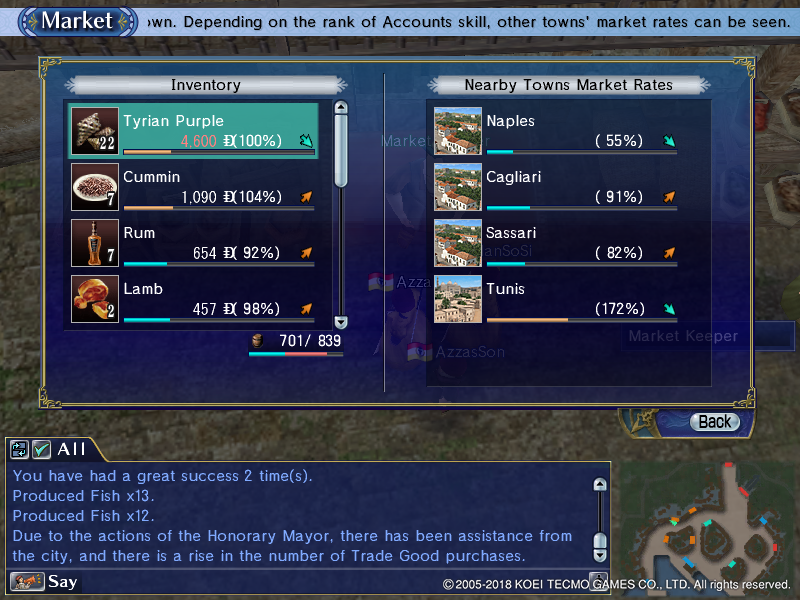 Market
own. Depending on the rank of Accounts skill, other towns' market rates can be seen.
Inventory
Tyrian Purple
22
4,600 Đ(100%)
Cummin
7
1,090 Đ(104%)
Rum
7
654 Đ( 92%)
Lamb
2
457 Đ( 98%)
701/ 839
Nearby Towns Market Rates
Naples
( 55%)
Cagliari
( 91%)
Sassari
( 82%)
Tunis
(172%)
Market Keeper
AzzasSon
Back
All
You have had a great success 2 time(s).
Produced Fish x13.
Produced Fish x12.
Due to the actions of the Honorary Mayor, there has been assistance from
the city, and there is a rise in the number of Trade Good purchases.
Say
©2005-2018 KOEI TECMO GAMES CO., LTD. All rights reserved.